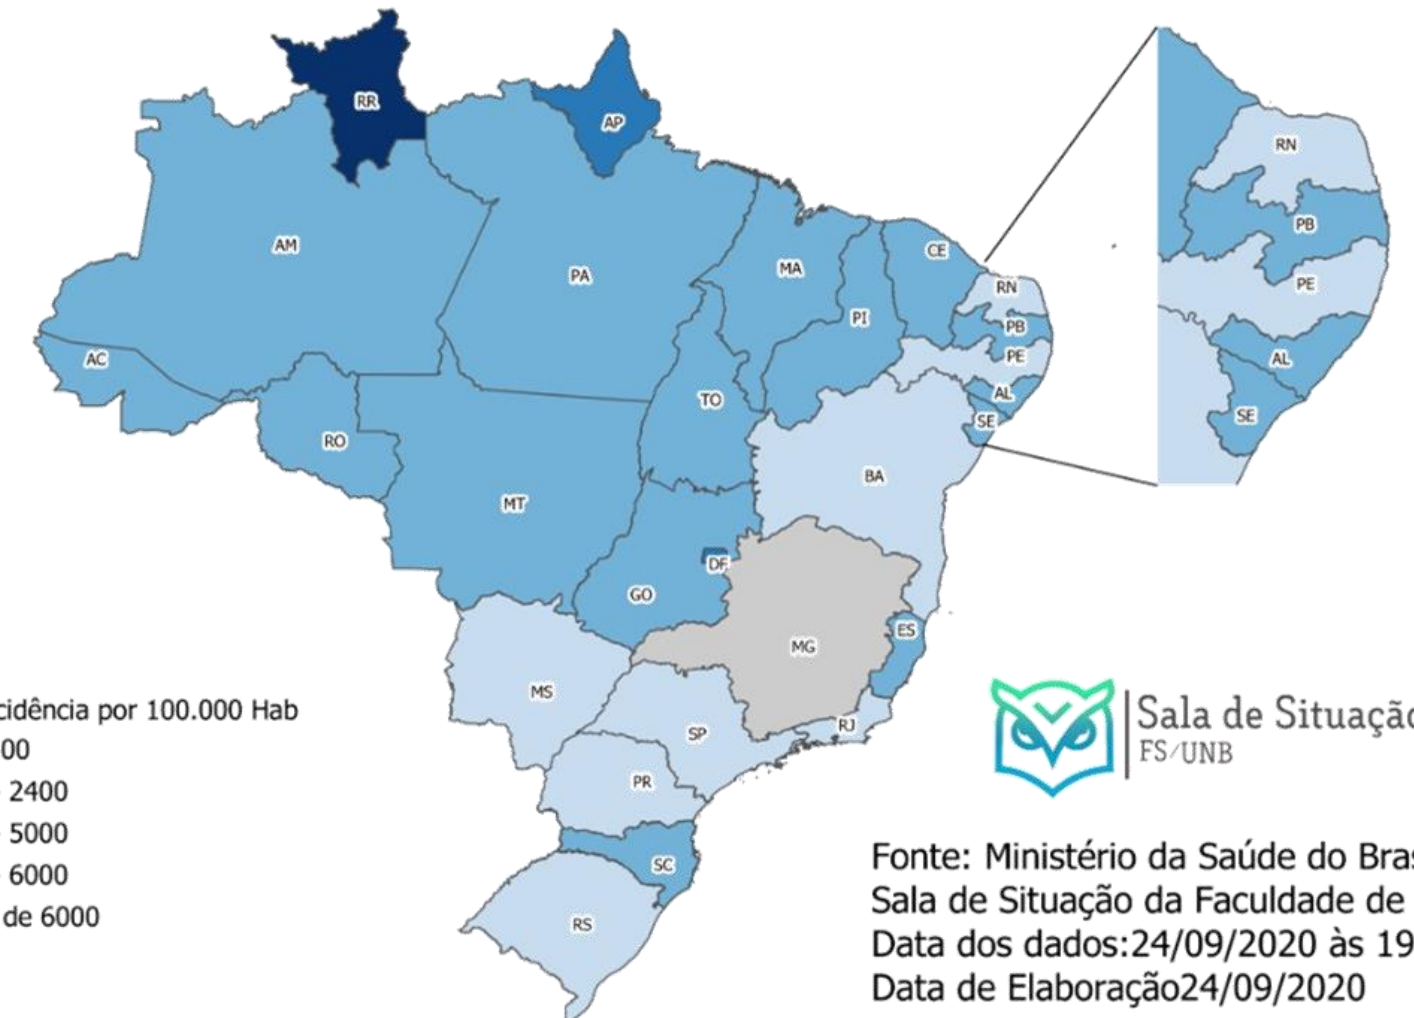 RR
AP
RN
PB
PE
AL
SE
AM
PA
MA
CE
PI
RN
PB
PE
AL
SE
AC
RO
TO
MT
BA
DF
GO
MG
ES
MS
SP
RJ
PR
SC
RS
cidência por 100.000 Hab
00
2400
5000
6000
de 6000
Sala de Situação
FS/UNB
Fonte: Ministério da Saúde do Bras
Sala de Situação da Faculdade de
Data dos dados:24/09/2020 às 19
Data de Elaboração24/09/2020